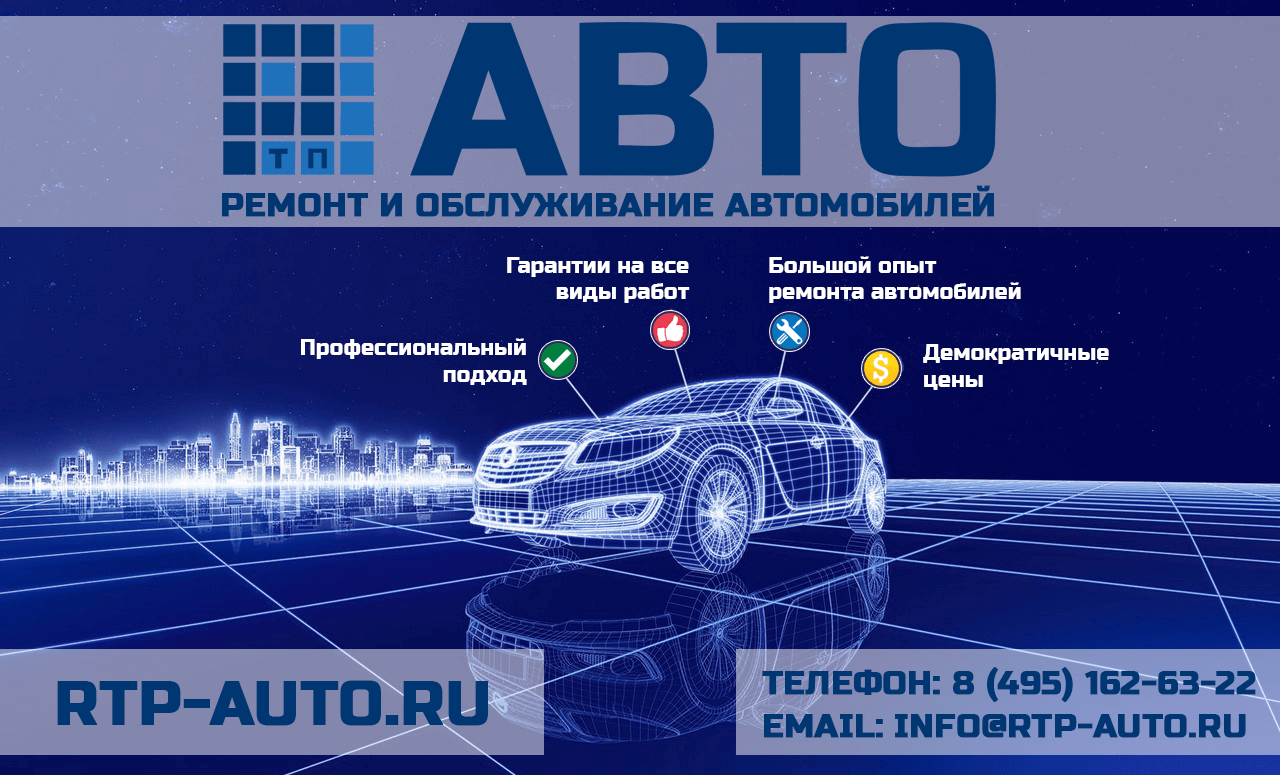 АВТО
ТП
РЕМОНТ И ОБСЛУЖИВАНИЕ АВТОМОБИЛЕЙ
Гарантии на все
виды работ
Большой опыт
ремонта автомобилей
Профессиональный
подход
Демократичные
цены
RTP-AUTO.RU
ТЕЛЕФОН: 8 (495) 162-63-22
EMAIL: INFO@RTP-AUTO.RU